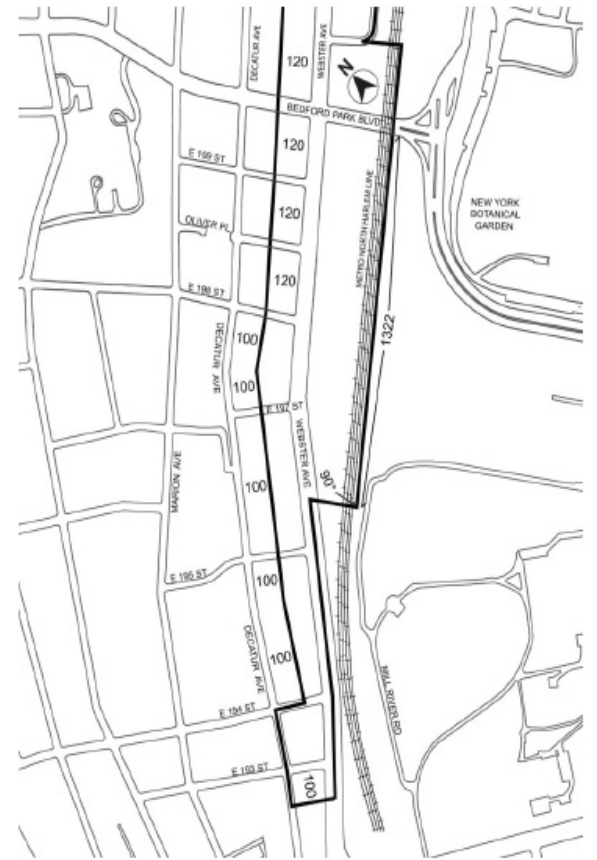 DECATUR AVE
WEBSTER AVE
120
N
BEDFORD PARK BLVD
120
E 199 ST
METRO NORTH HARLEM LINE
NEW YORK
BOTANICAL
GARDEN
120
OLIVER PL
120
E 198 ST
1322
100
DECATUR AVE
100
E 197 ST
WEBSTER AVE
MARION AVE
90°
100
E 195 ST
100
DECATUR AVE
100
MILL RIVER RD
E 194 ST
E 193 ST
100